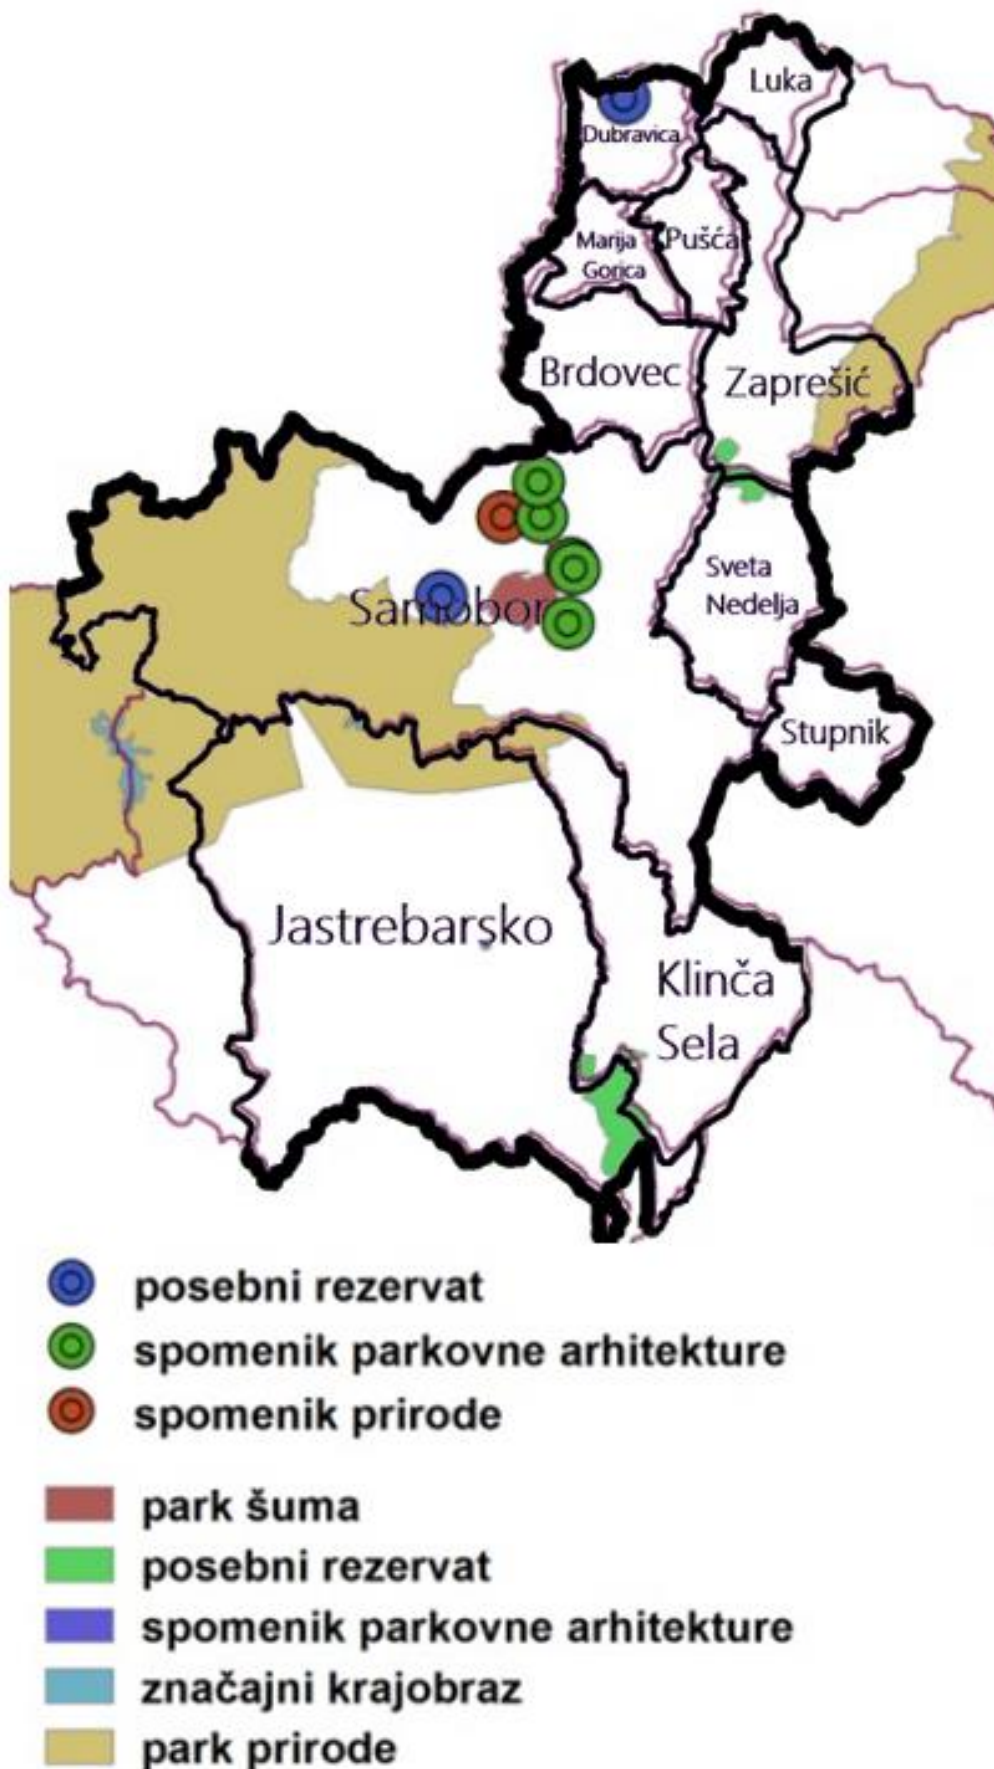 Luka
Dubravica
Marija
Gorica
Pušća
Brdovec
Zaprešić
Sveta
Nedelja
Samobor
Stupnik
Jastrebarsko
Klinča
Sela
posebni rezervat
spomenik parkovne arhitekture
spomenik prirode
park šuma
posebni rezervat
spomenik parkovne arhitekture
značajni krajobraz
park prirode